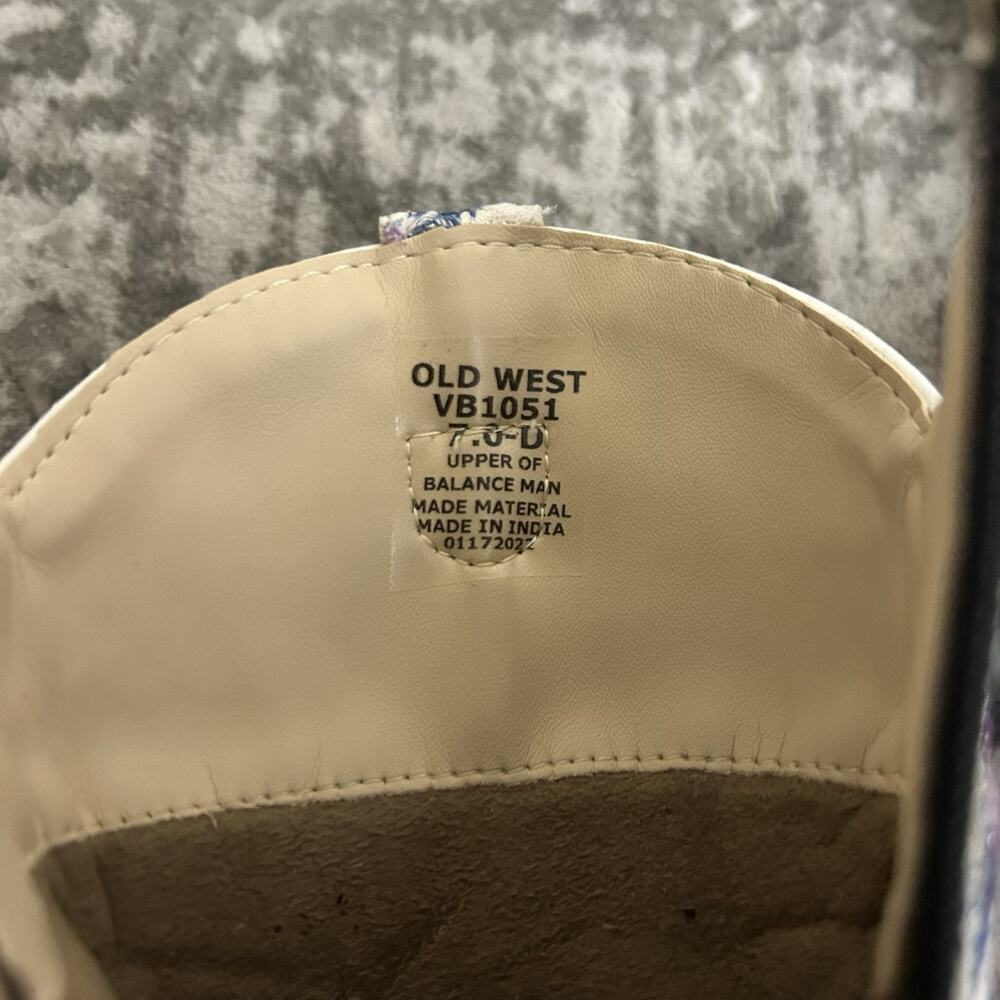 OLD WEST
VB1051
7.0-D
UPPER OF
BALANCE MAN
MADE MATERIAL
MADE IN INDIA
01172022